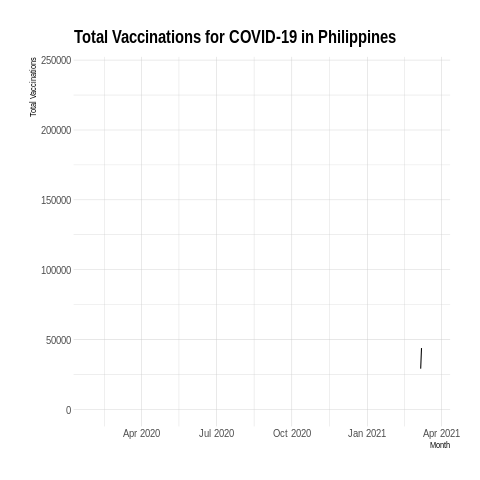 Total Vaccinations for COVID-19 in Philippines
Total Vaccinations
250000
200000
150000
100000
50000
0
Apr 2020 Jul 2020 Oct 2020 Jan 2021 Apr 2021
Month